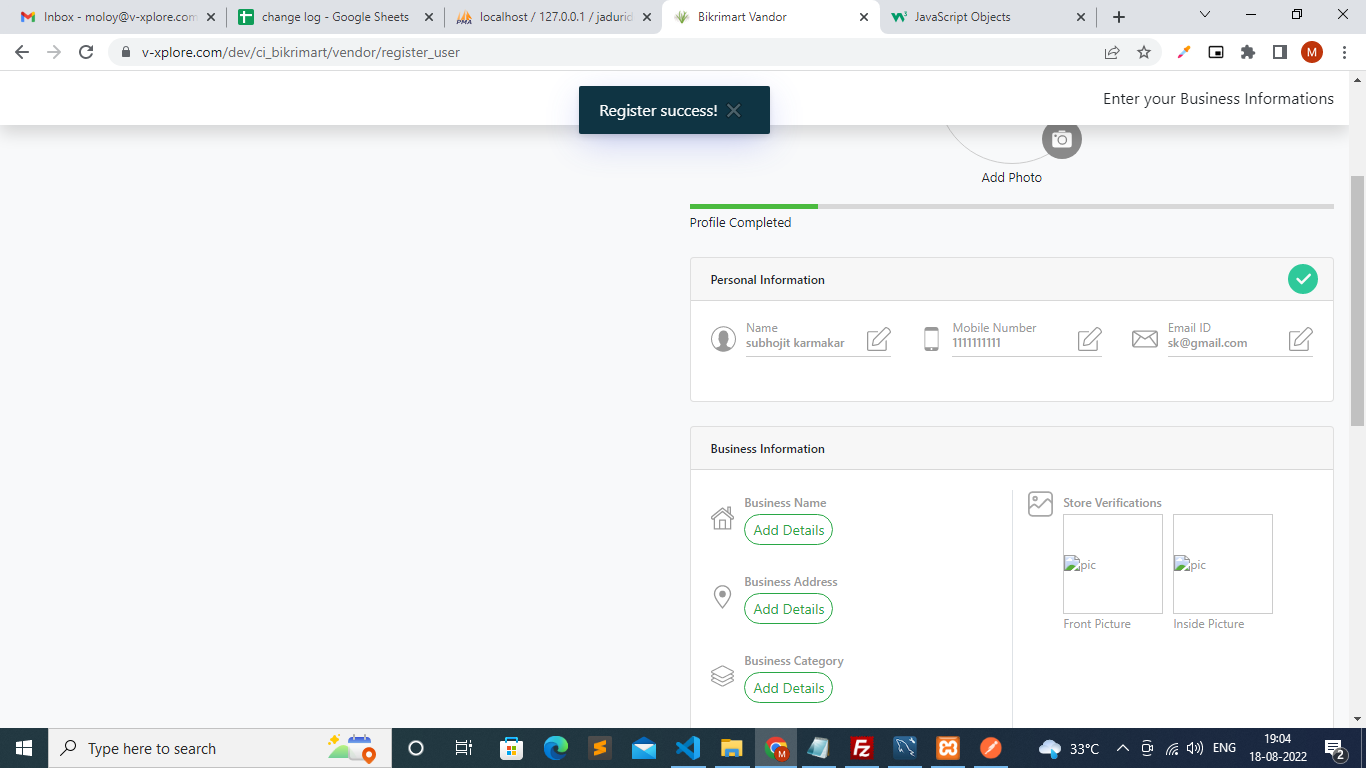 Inbox - moloy@v-xplore.com
change log - Google Sheets
localhost / 127.0.0.1 / jadurid
Bikrimart Vandor
JavaScript Objects
v-xplore.com/dev/ci_bikrimart/vendor/register_user
M
Register success!
Enter your Business Informations
Add Photo
Profile Completed
Personal Information
Name
subhojit karmakar
Mobile Number
1111111111
Email ID
sk@gmail.com
Business Information
Business Name
Add Details
Business Address
Add Details
Business Category
Add Details
Store Verifications
pic
pic
Front Picture
Inside Picture
Type here to search
33°C
ENG
19:04
18-08-2022
2